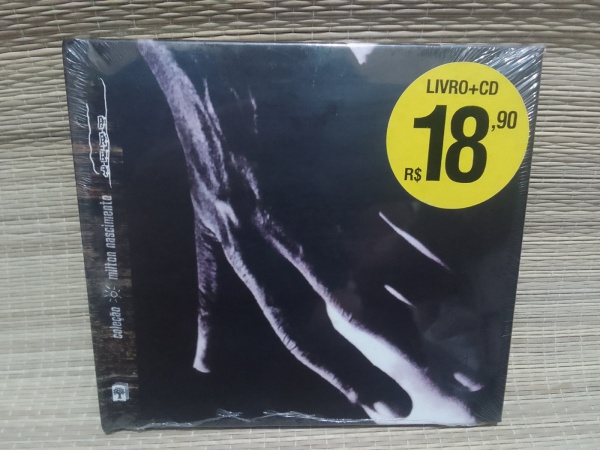 LIVRO+CD
R$18,90
coleção milton nascimento